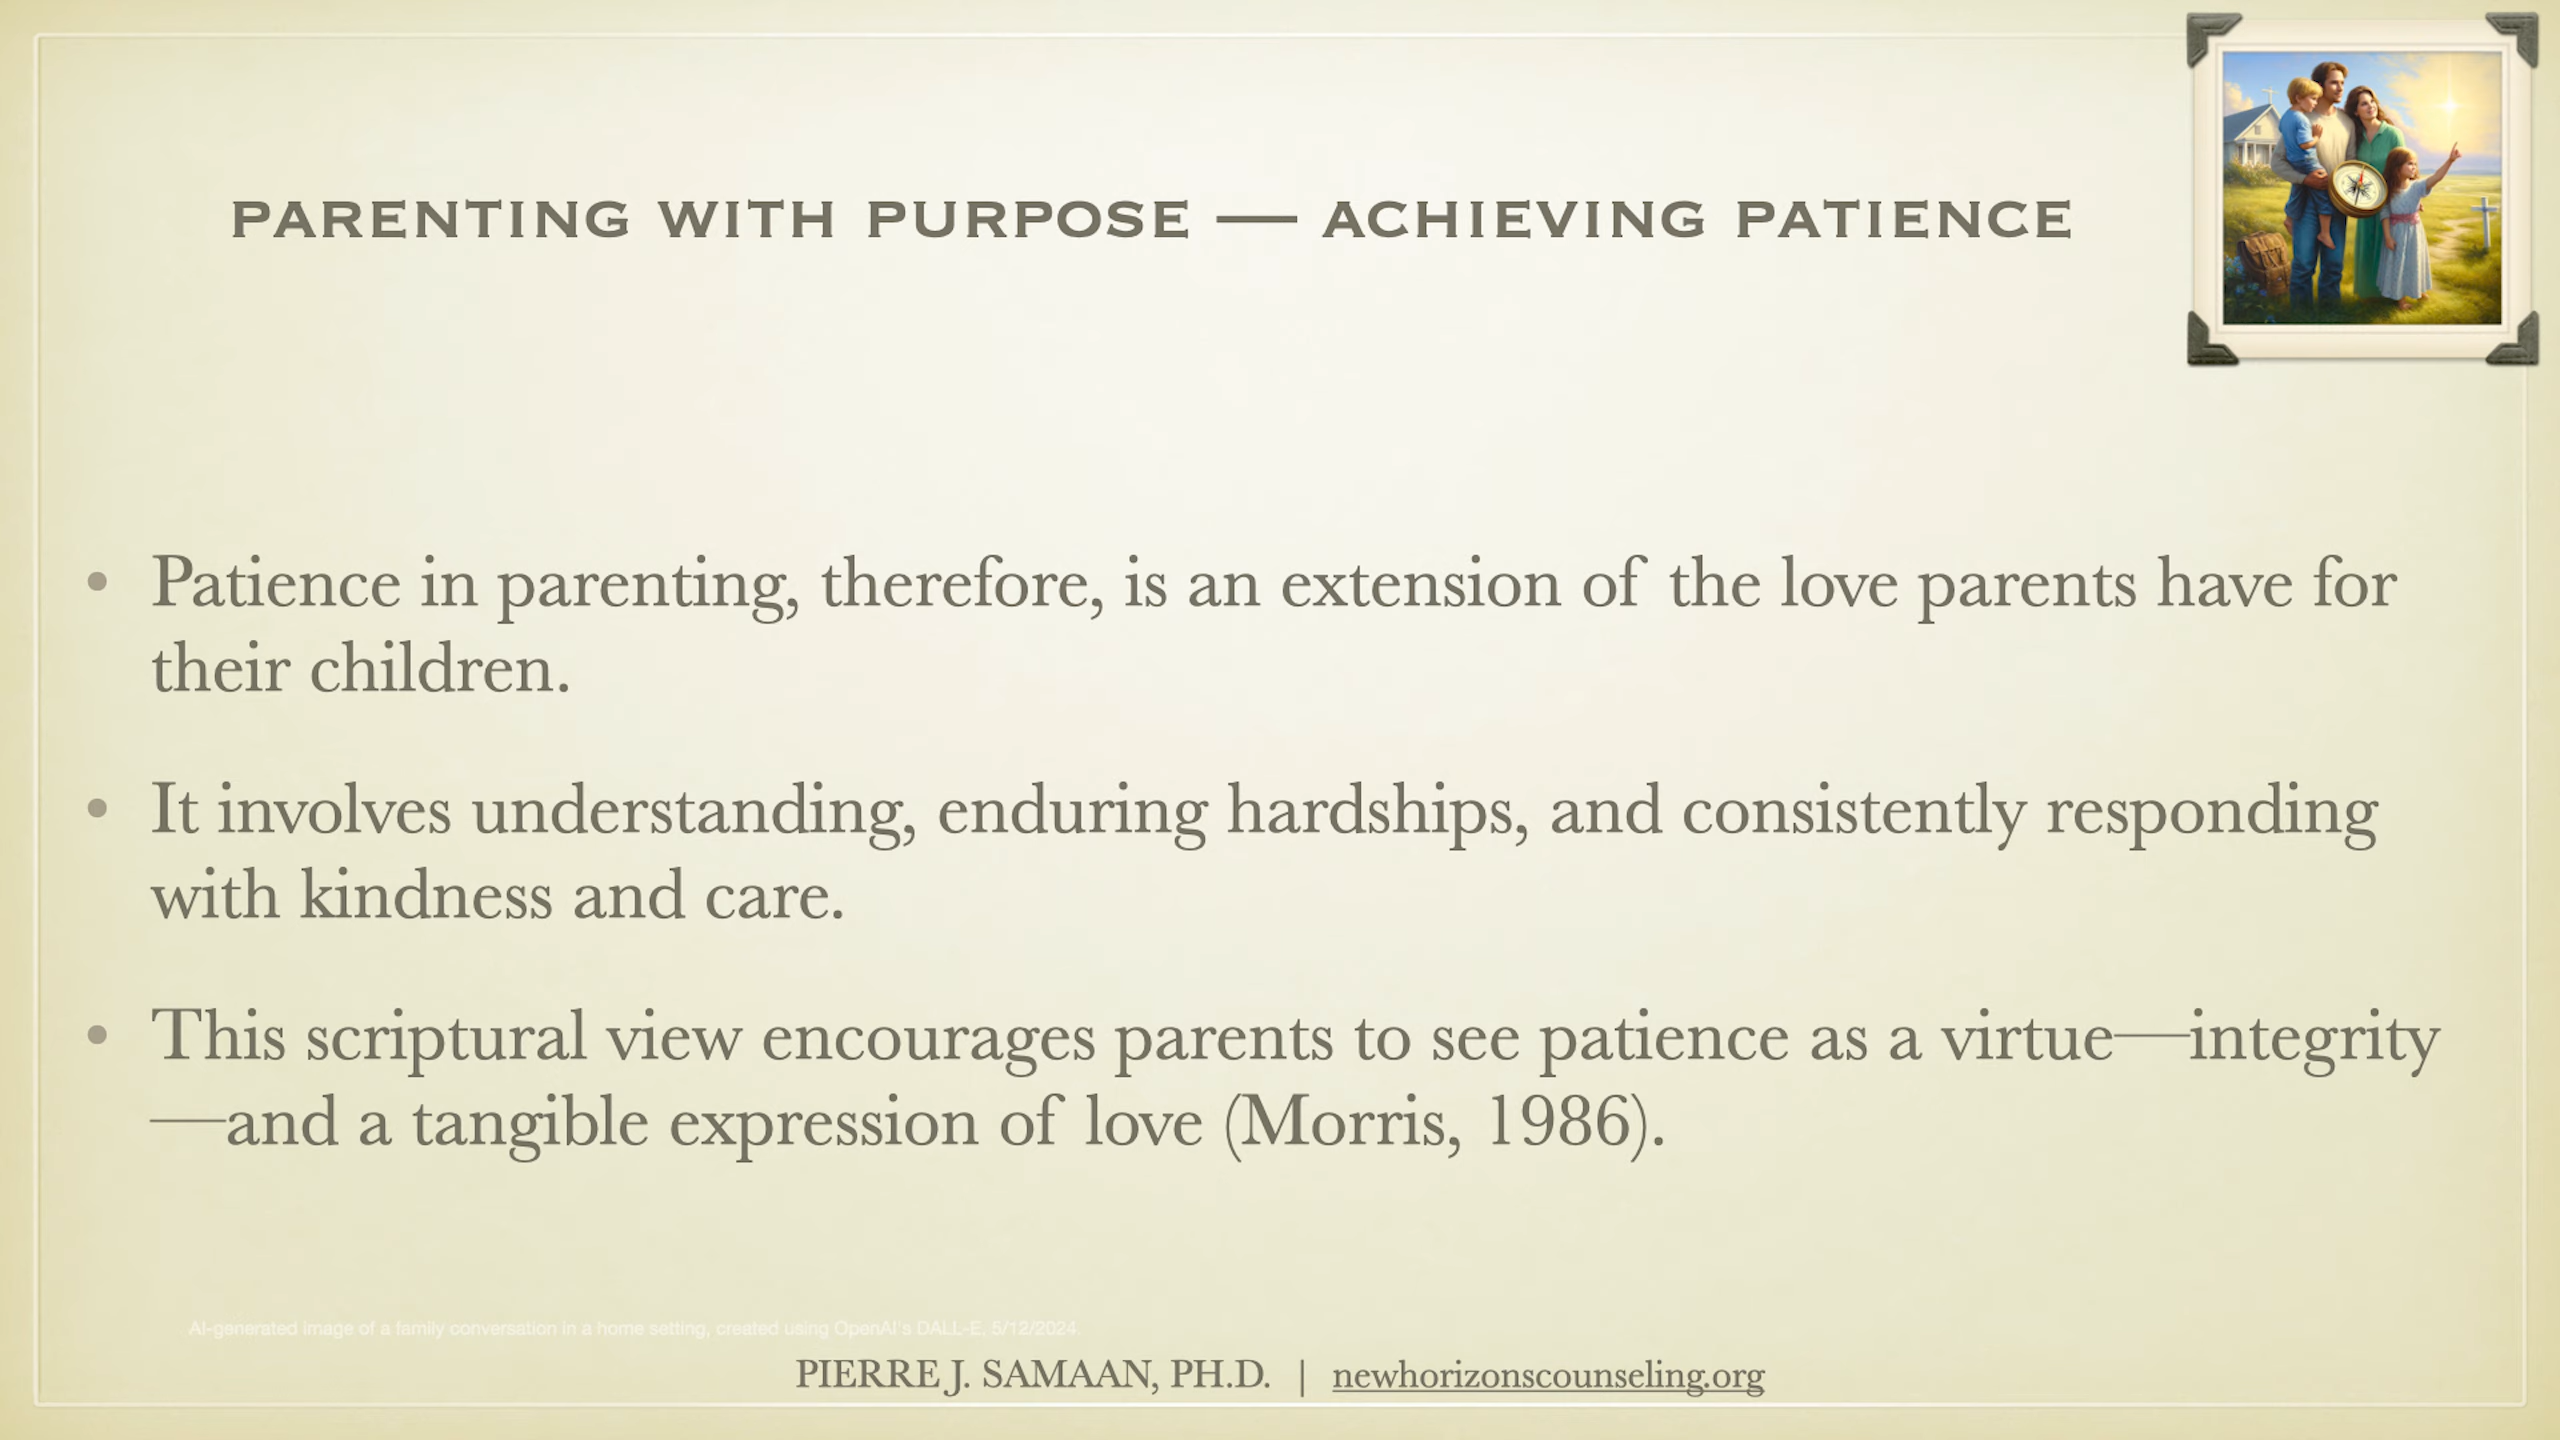 PARENTING WITH PURPOSE — ACHIEVING PATIENCE
• Patience in parenting, therefore, is an extension of the love parents have for
their children.
• It involves understanding, enduring hardships, and consistently responding
with kindness and care.
• This scriptural view encourages parents to see patience as a virtue—integrity
—and a tangible expression of love (Morris, 1986).
AI-generated image of a family conversation in a home setting, created using OpenAI's DALL-E, 5/12/2024.
PIERRE J. SAMAAN, PH.D. | newhorizonscounseling.org